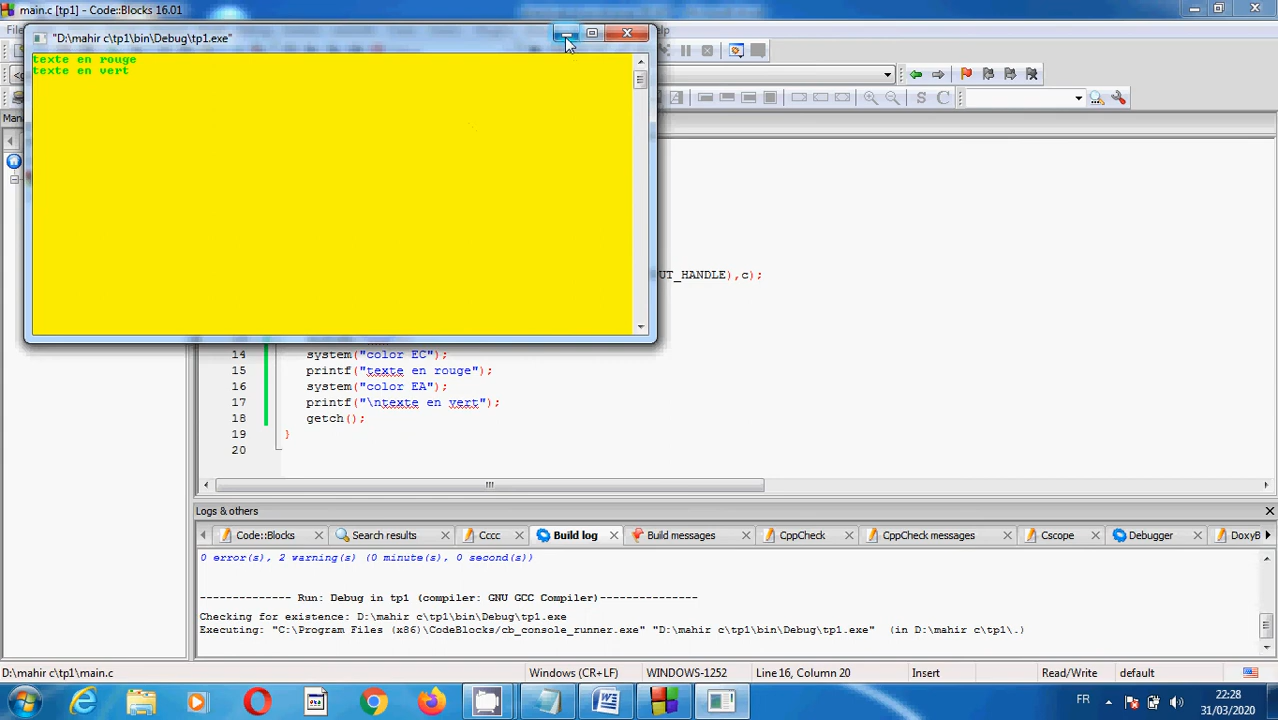 main.c [tp1] - Code::Blocks 16.01
"D:\mahir c\tp1\bin\Debug\tp1.exe"
texte en rouge
texte en vert
UT_HANDLE),c);
14 system("color EC");
15 printf("texte en rouge");
16 system("color EA");
17 printf("\ntexte en vert");
18 getch();
19 }
20
Logs & others
Code::Blocks Search results Cccc Build log Build messages CppCheck CppCheck messages Cscope Debugger DoxyB
0 error(s), 2 warning(s) (0 minute(s), 0 second(s))
-------------- Run: Debug in tp1 (compiler: GNU GCC Compiler)---------------
Checking for existence: D:\mahir c\tp1\bin\Debug\tp1.exe
Executing: "C:\Program Files (x86)\CodeBlocks/cb_console_runner.exe" "D:\mahir c\tp1\bin\Debug\tp1.exe" (in D:\mahir c\tp1\.)
D:\mahir c\tp1\main.c Windows (CR+LF) WINDOWS-1252 Line 16, Column 20 Insert Read/Write default
FR 22:28
31/03/2020